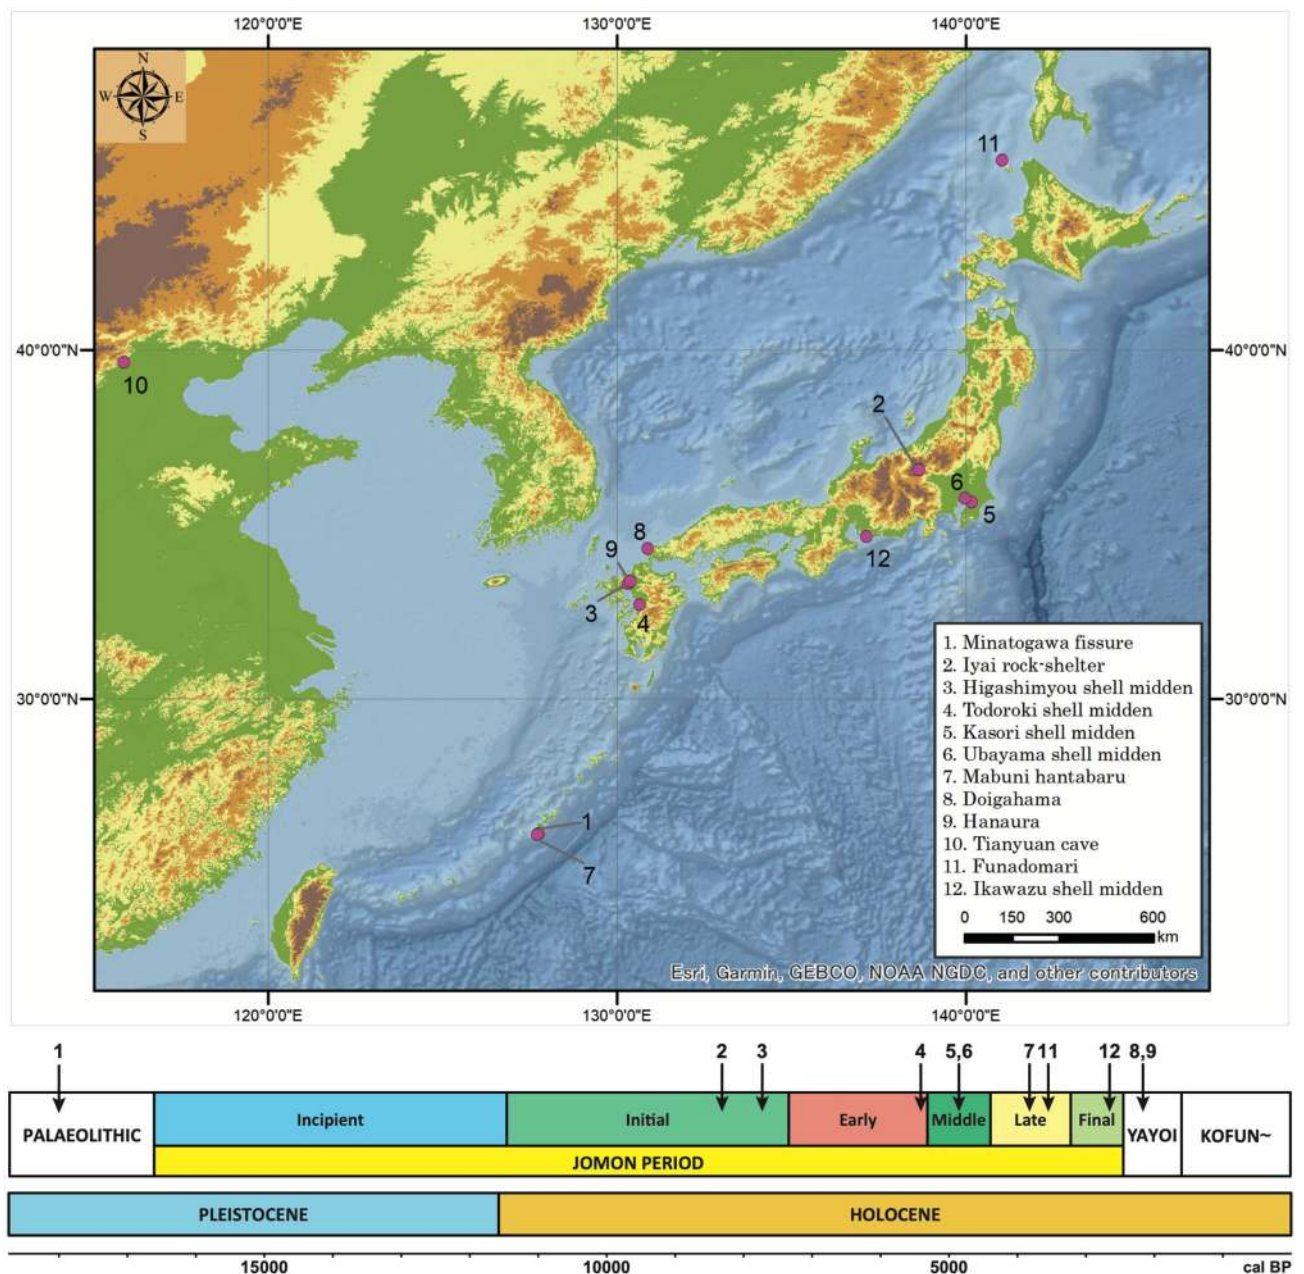 120°0'0"E 130°0'0"E 140°0'0"E
N
W E
S
11
40°0'0"N 40°0'0"N
10
2
6
5
8
9
12
3
4
30°0'0"N 30°0'0"N
1. Minatogawa fissure
2. Iyai rock-shelter
3. Higashimyou shell midden
4. Todoroki shell midden
5. Kasori shell midden
6. Ubayama shell midden
7. Mabuni hantabaru
8. Doigahama
9. Hanaura
10. Tianyuan cave
11. Funadomari
12. Ikawazu shell midden
0 150 300 600
km
1
7
Esri, Garmin, GEBCO, NOAA NGDC, and other contributors
120°0'0"E 130°0'0"E 140°0'0"E
1 2 3 4 5,6 7 11 12 8,9
PALAEOLITHIC Incipient Initial Early Middle Late Final YAYOI KOFUN~
JOMON PERIOD
PLEISTOCENE HOLOCENE
15000 10000 5000 cal BP